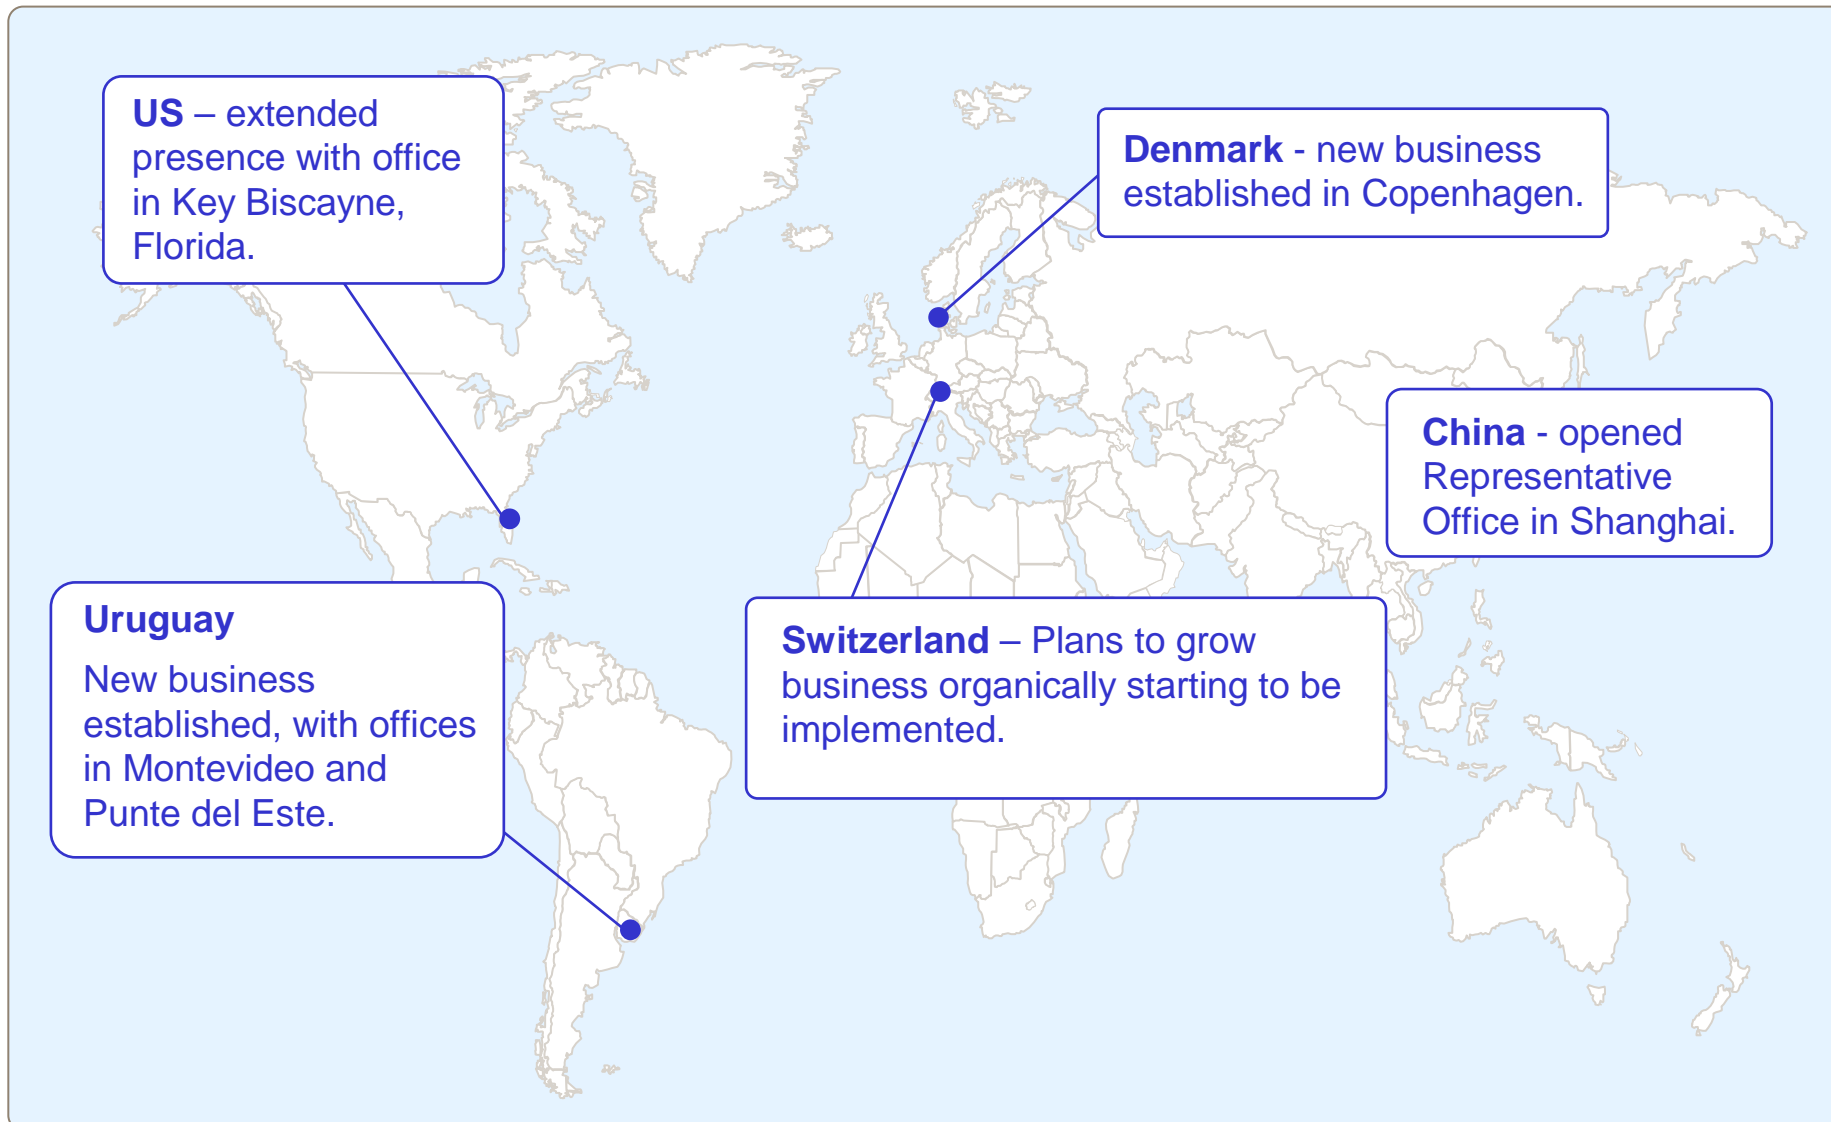 US – extended
presence with office
in Key Biscayne,
Florida.
Denmark - new business
established in Copenhagen.
China - opened
Representative
Office in Shanghai.
Uruguay
New business
established, with offices
in Montevideo and
Punte del Este.
Switzerland – Plans to grow
business organically starting to be
implemented.